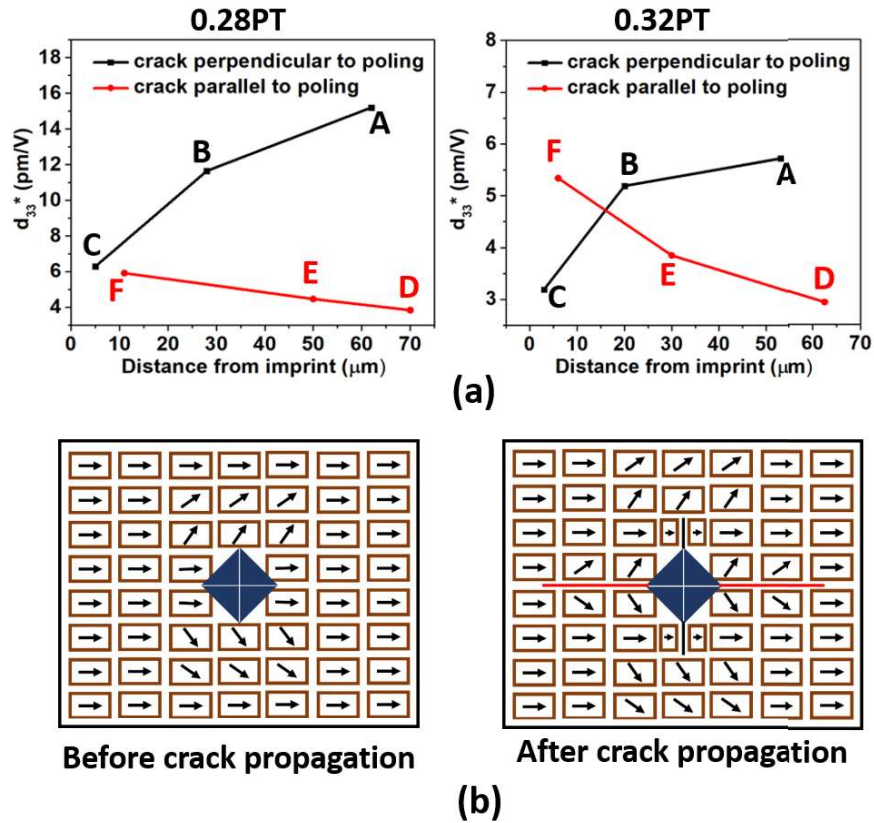 0.28PT
0.32PT
18
16
14
12
10
8
6
4
d33* (pm/V)
crack perpendicular to poling
crack parallel to poling
A
B
C
F
E
D
0 10 20 30 40 50 60 70
Distance from imprint (μm)
8
7
6
5
4
3
d33* (pm/V)
crack perpendicular to poling
crack parallel to poling
F
B
A
E
C
D
0 10 20 30 40 50 60 70
Distance from imprint (μm)
(a)
Before crack propagation
After crack propagation
(b)